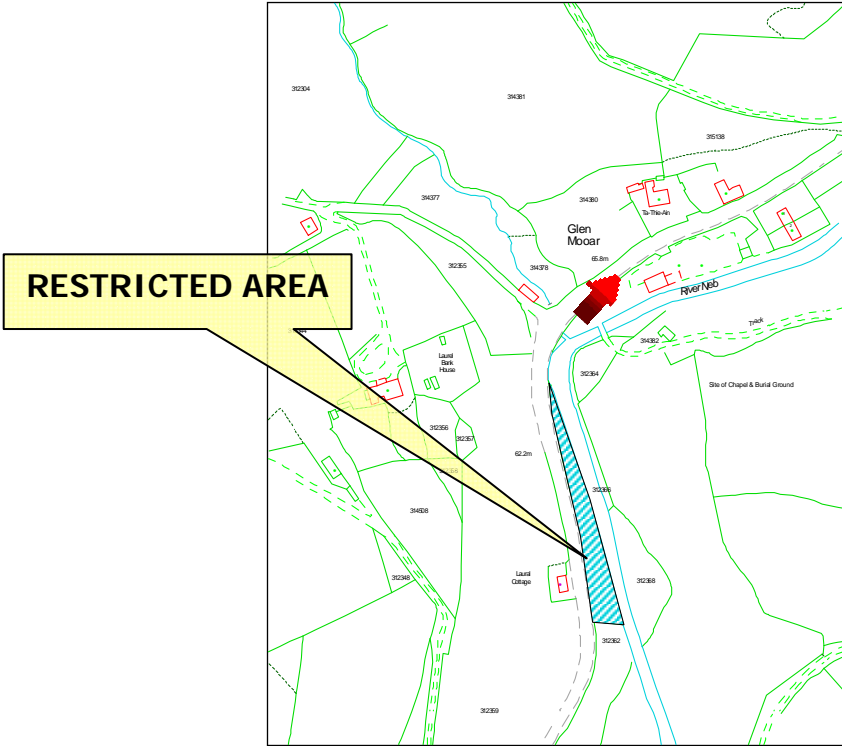 312304
314381
315138
314377
314380
Ta-Thie-Ain
Glen
Mooar
65.8m
312355
314378
RESTRICTED AREA
River Neb
Track
314382
Laurel
Bank
House
312364
Site of Chapel & Burial Ground
312356
312357
62.2m
312366
314508
Laural
Cottage
312348
312368
312362
312359